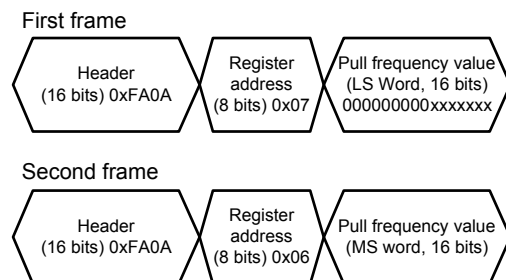 First frame
Header
(16 bits) 0xFA0A
Register
address
(8 bits) 0x07
Pull frequency value
(LS Word, 16 bits)
000000000xxxxxxx
Second frame
Header
(16 bits) 0xFA0A
Register
address
(8 bits) 0x06
Pull frequency value
(MS word, 16 bits)